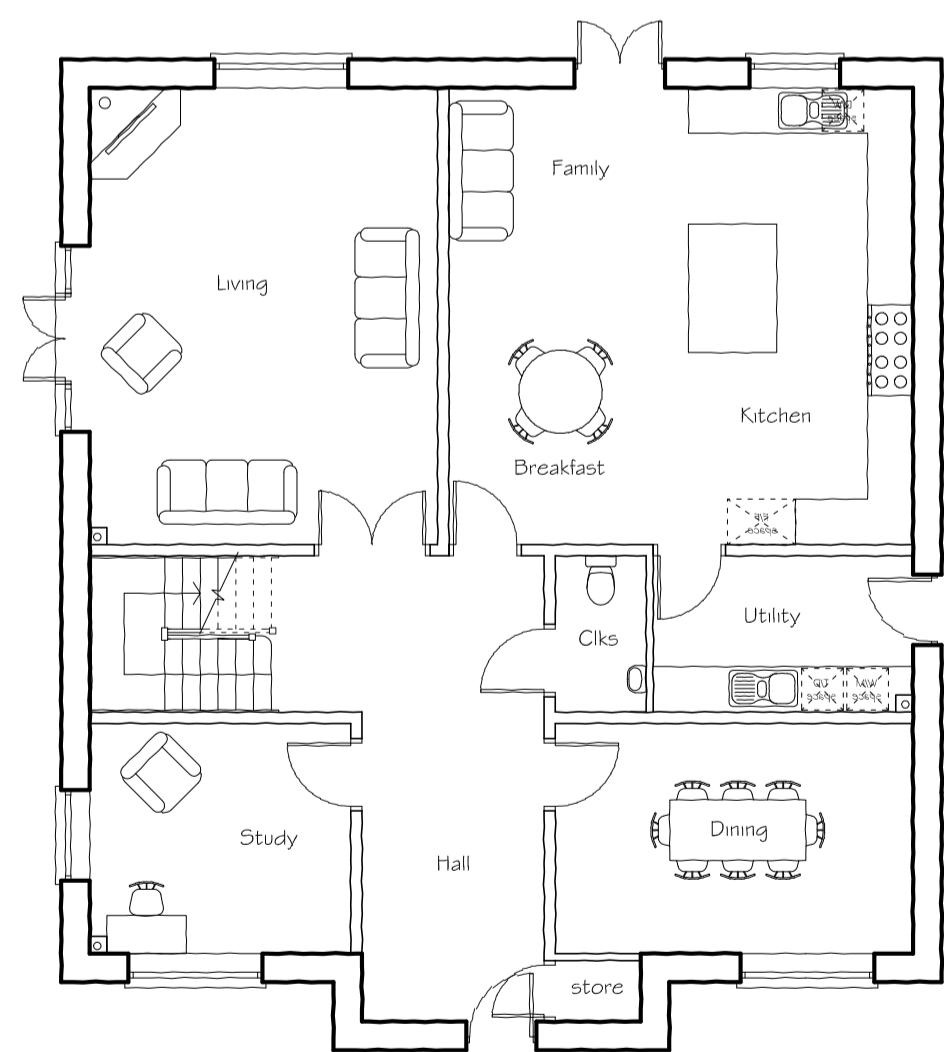 Family
Living
Kitchen
Breakfast
Utility
Clks
Study
Dining
Hall
store